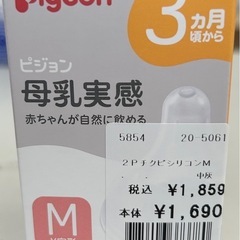 Pigeon
3ヵ月
頃から
ピジョン
母乳実感
赤ちゃんが自然に飲める
5854 20-5061
2PチクビシリコンM
中灰
税込 ¥1,859
本体 ¥1,690
M